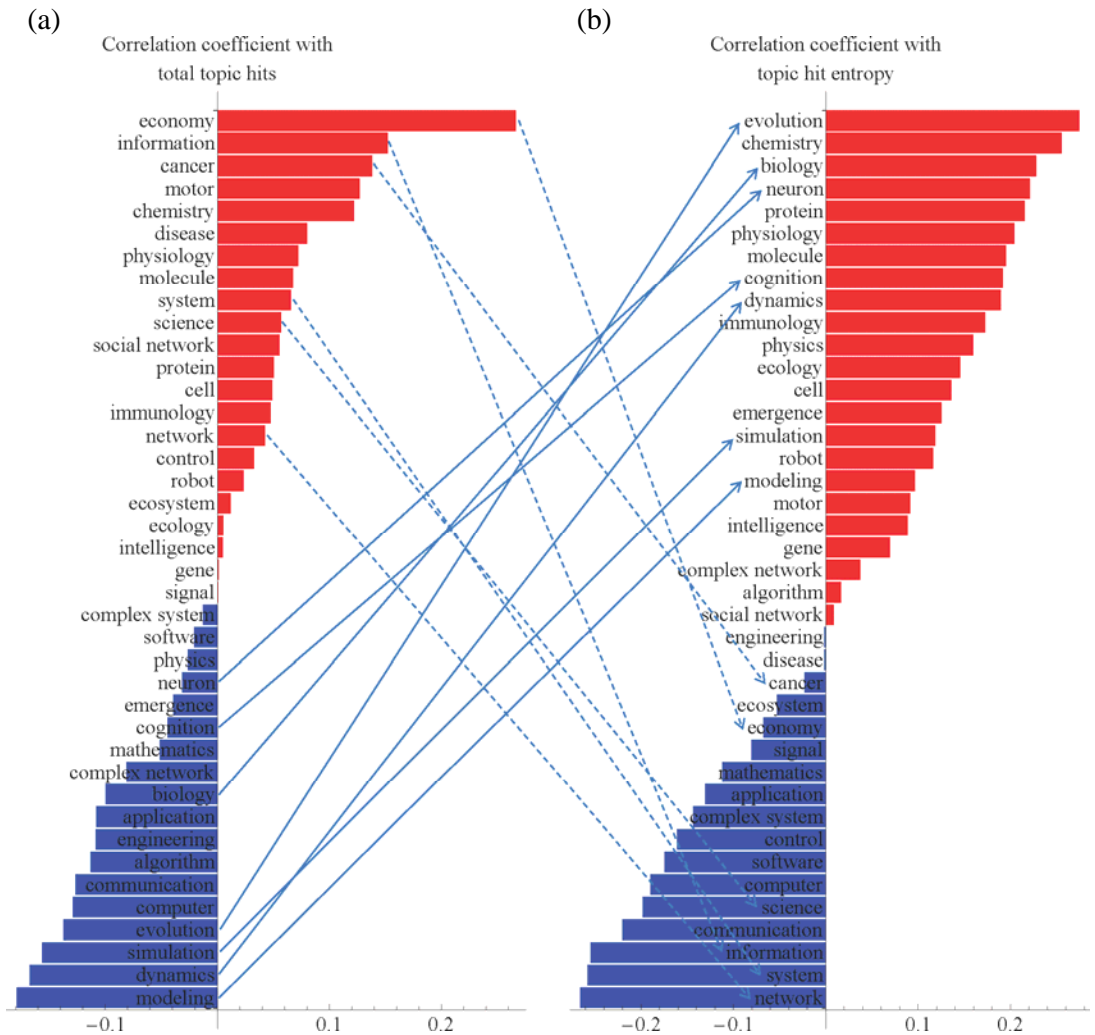 (a)
Correlation coefficient with
total topic hits
economy
information
cancer
motor
chemistry
disease
physiology
molecule
system
science
social network
protein
cell
immunology
network
control
robot
ecosystem
ecology
intelligence
gene
signal
complex system
software
physics
neuron
emergence
cognition
mathematics
complex network
biology
application
engineering
algorithm
communication
computer
evolution
simulation
dynamics
modeling
−0.1 0.1 0.2
(b)
Correlation coefficient with
topic hit entropy
evolution
chemistry
biology
neuron
protein
physiology
molecule
cognition
dynamics
immunology
physics
ecology
cell
emergence
simulation
robot
modeling
motor
intelligence
gene
complex network
algorithm
social network
engineering
disease
cancer
ecosystem
economy
signal
mathematics
application
complex system
control
software
computer
science
communication
information
system
network
−0.2 −0.1 0.1 0.2